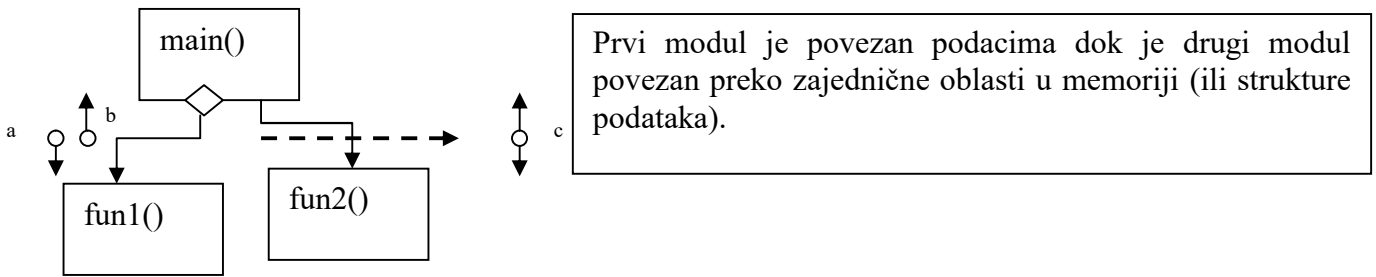 main()
a
b
fun1()
fun2()
c
Prvi modul je povezan podacima dok je drugi modul
povezan preko zajednične oblasti u memoriji (ili strukture
podataka).